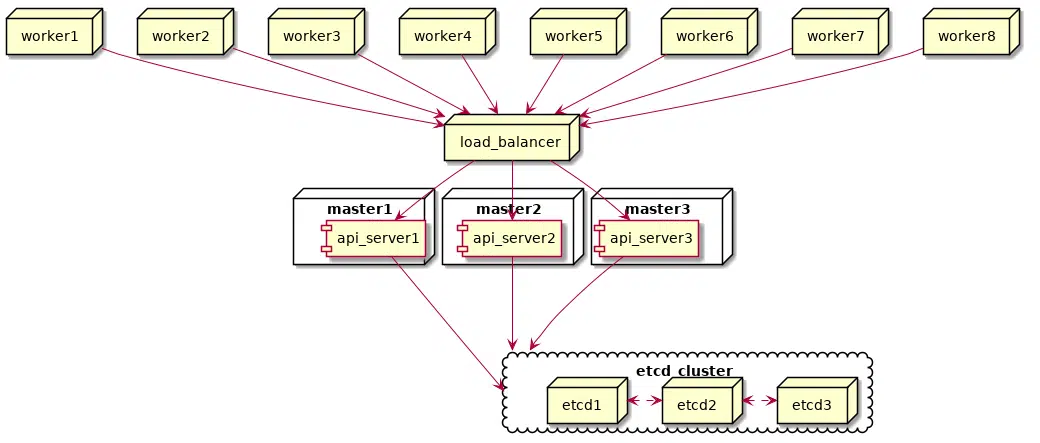 worker1 worker2 worker3 worker4 worker5 worker6 worker7 worker8
load_balancer
master1 master2 master3
api_server1 api_server2 api_server3
etcd_cluster
etcd1 etcd2 etcd3